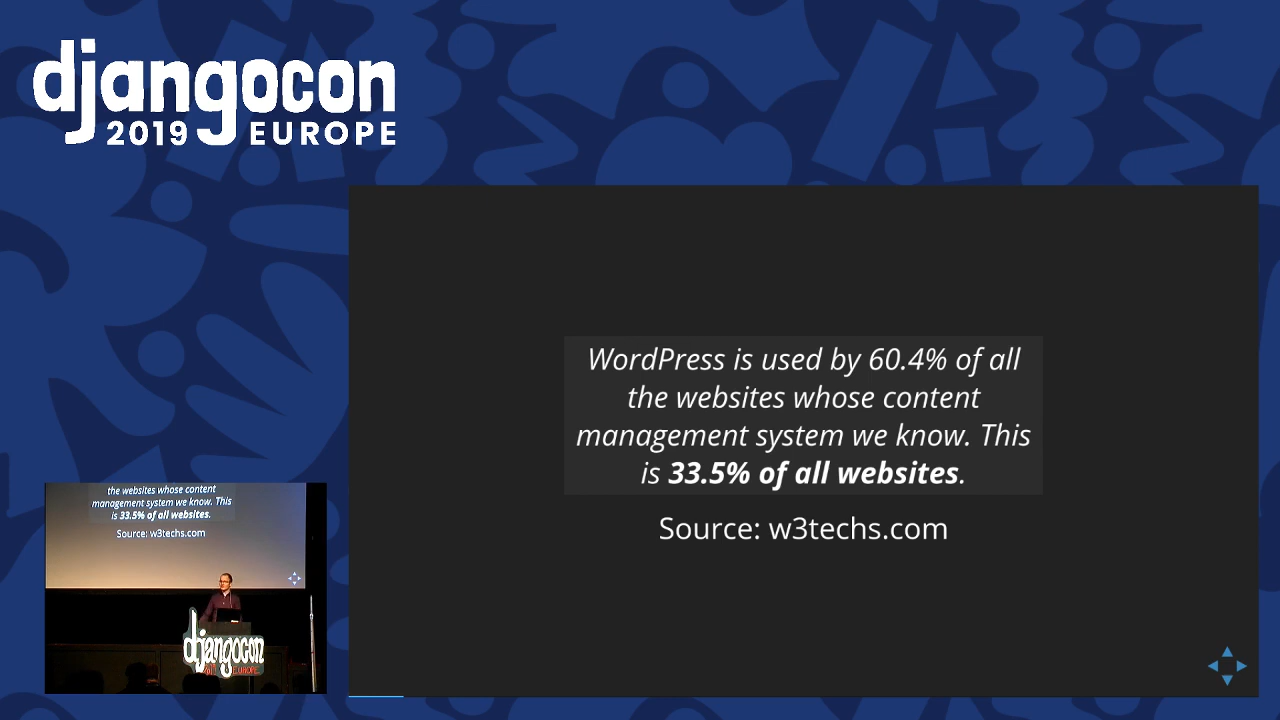 djangocon
2019 EUROPE
WordPress is used by 60.4% of all
the websites whose content
management system we know. This
is 33.5% of all websites.
Source: w3techs.com
the websites whose content
management system we know. This
is 33.5% of all websites.
Source: w3techs.com
djangocon
2019 EUROPE